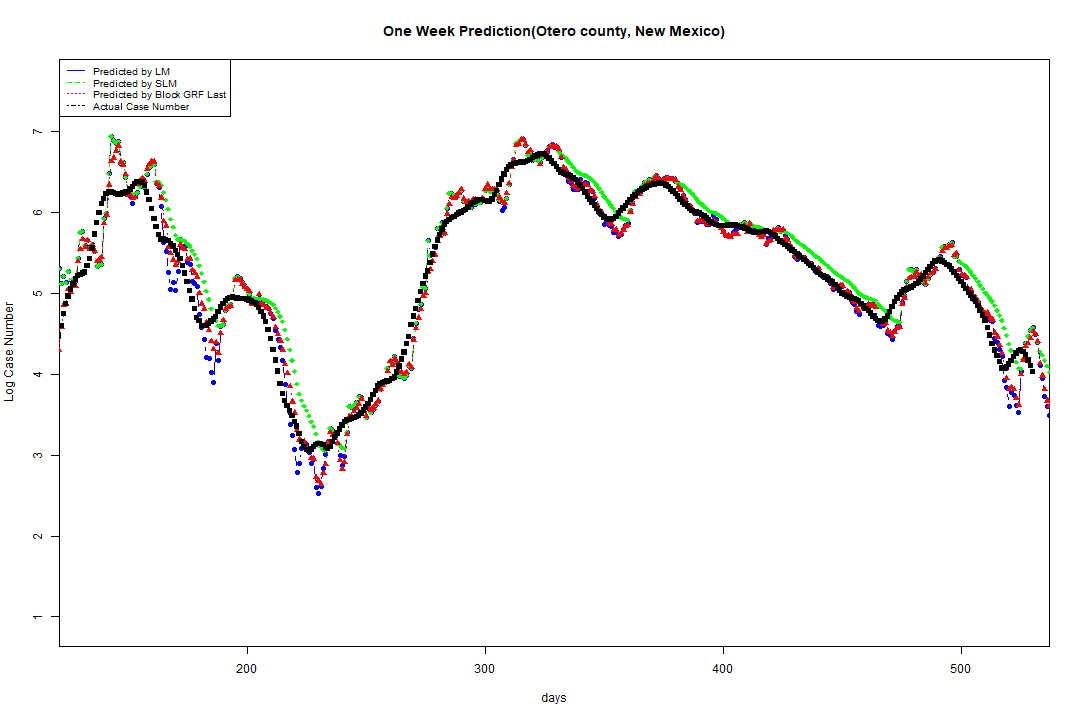 One Week Prediction(Otero county, New Mexico)
Predicted by LM
Predicted by SLM
Predicted by Block GRF Last
Actual Case Number
7
6
5
4
3
2
1
Log Case Number
200 300 400 500
days